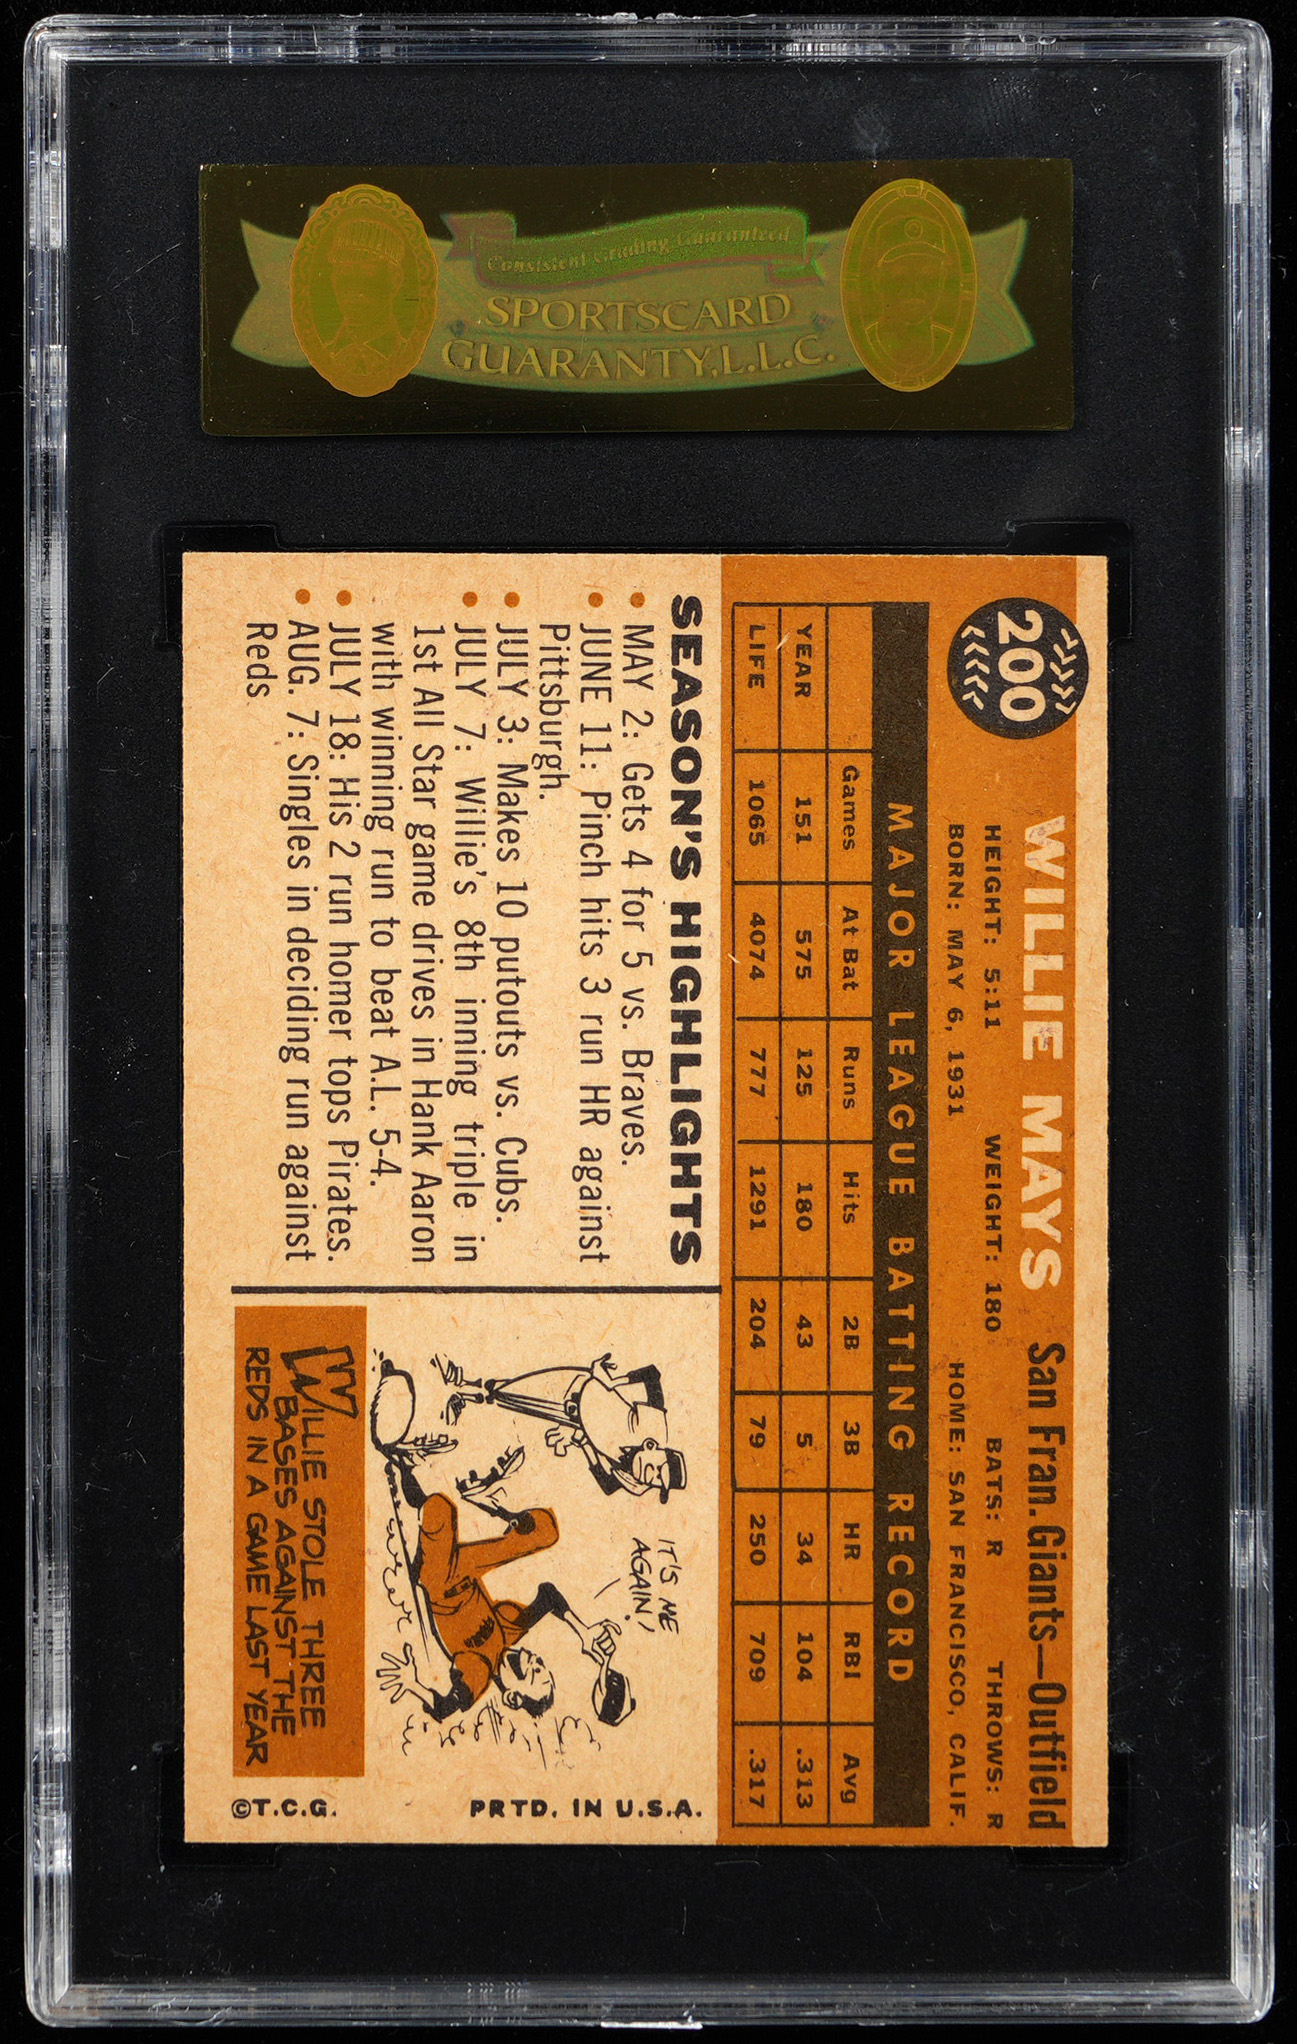 Consistent Grading Guaranteed
SPORTSCARD
GUARANTY, L.L.C.
200
WILLIE MAYS San Fran. Giants—Outfield
HEIGHT: 5:11 WEIGHT: 180 BATS: R THROWS: R
BORN: MAY 6, 1931 HOME: SAN FRANCISCO, CALIF.
MAJOR LEAGUE BATTING RECORD
Games At Bat Runs Hits 2B 3B HR RBI Avg
YEAR 151 575 125 180 43 5 34 104 .313
LIFE 1065 4074 777 1291 204 79 250 709 .317
SEASON'S HIGHLIGHTS
• MAY 2: Gets 4 for 5 vs. Braves.
• JUNE 11: Pinch hits 3 run HR against
Pittsburgh.
• JULY 3: Makes 10 putouts vs. Cubs.
• JULY 7: Willie's 8th inning triple in
1st All Star game drives in Hank Aaron
with winning run to beat A.L. 5-4.
• JULY 18: His 2 run homer tops Pirates.
• AUG. 7: Singles in deciding run against
Reds
IT'S ME
AGAIN!
WILLIE STOLE THREE
BASES AGAINST THE
REDS IN A GAME LAST YEAR
PRTD. IN U.S.A.
©T.C.G.